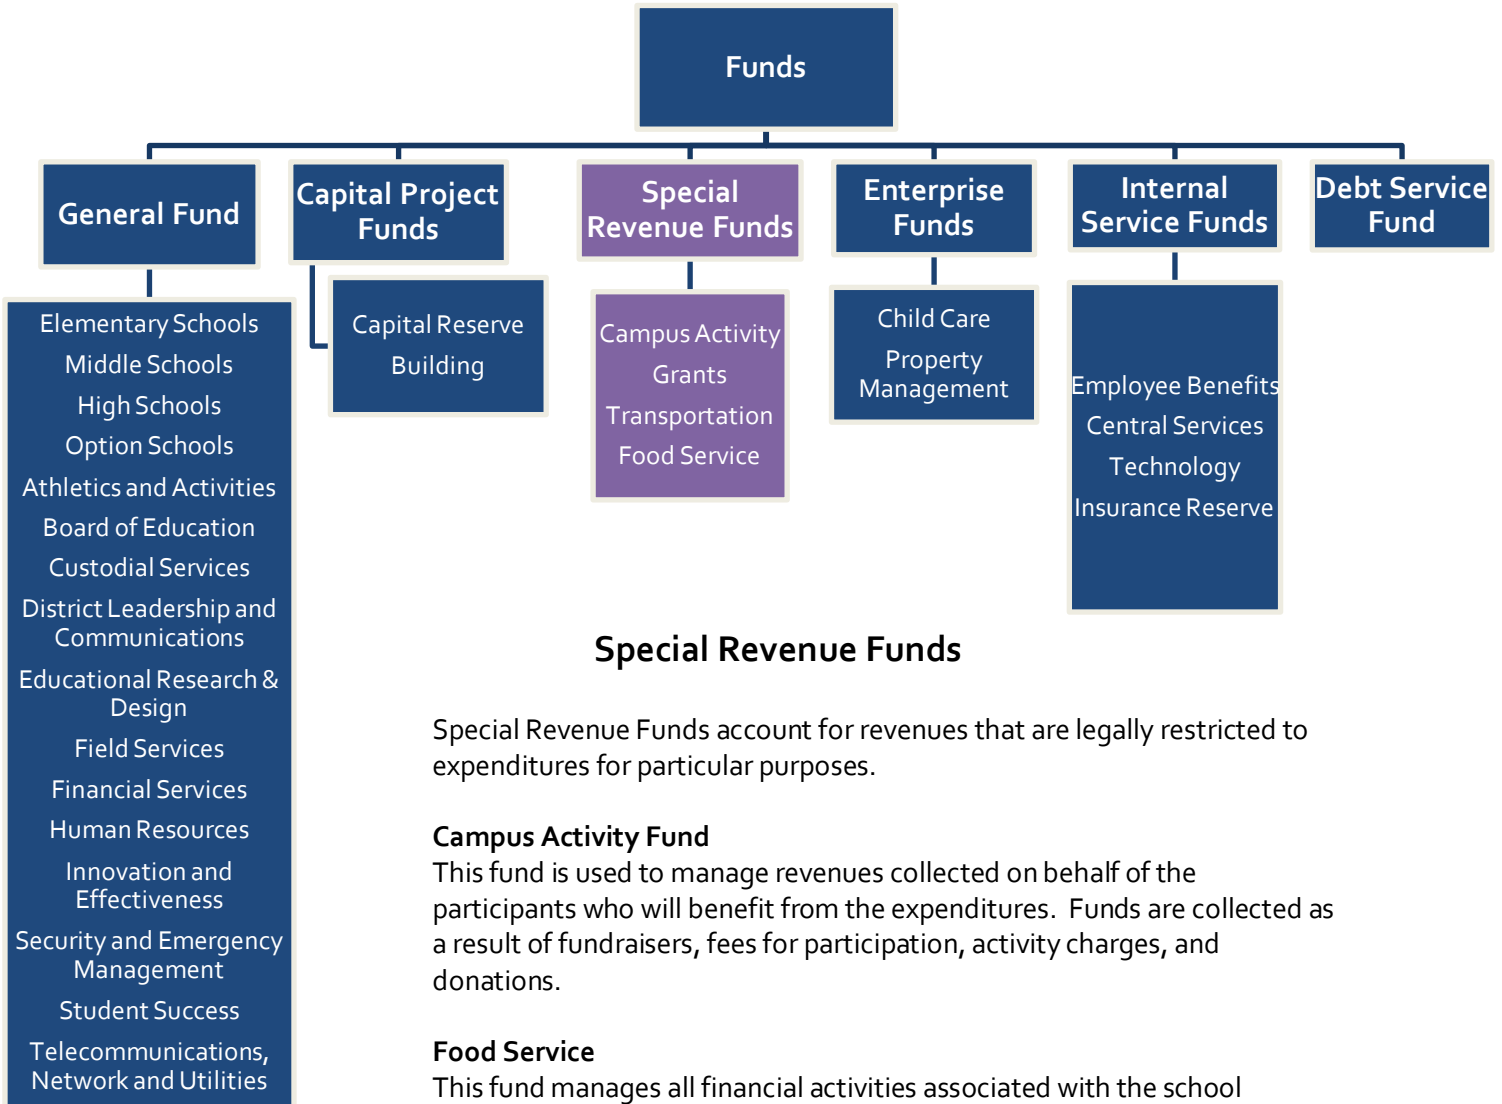 Funds
General Fund
Capital Project
Funds
Special
Revenue Funds
Enterprise
Funds
Internal
Service Funds
Debt Service
Fund
Elementary Schools
Middle Schools
High Schools
Option Schools
Athletics and Activities
Board of Education
Custodial Services
District Leadership and
Communications
Educational Research &
Design
Field Services
Financial Services
Human Resources
Innovation and
Effectiveness
Security and Emergency
Management
Student Success
Telecommunications,
Network and Utilities
Capital Reserve
Building
Campus Activity
Grants
Transportation
Food Service
Child Care
Property
Management
Employee Benefits
Central Services
Technology
Insurance Reserve
Special Revenue Funds
Special Revenue Funds account for revenues that are legally restricted to
expenditures for particular purposes.
Campus Activity Fund
This fund is used to manage revenues collected on behalf of the
participants who will benefit from the expenditures.  Funds are collected as
a result of fundraisers, fees for participation, activity charges, and
donations.
Food Service
This fund manages all financial activities associated with the school